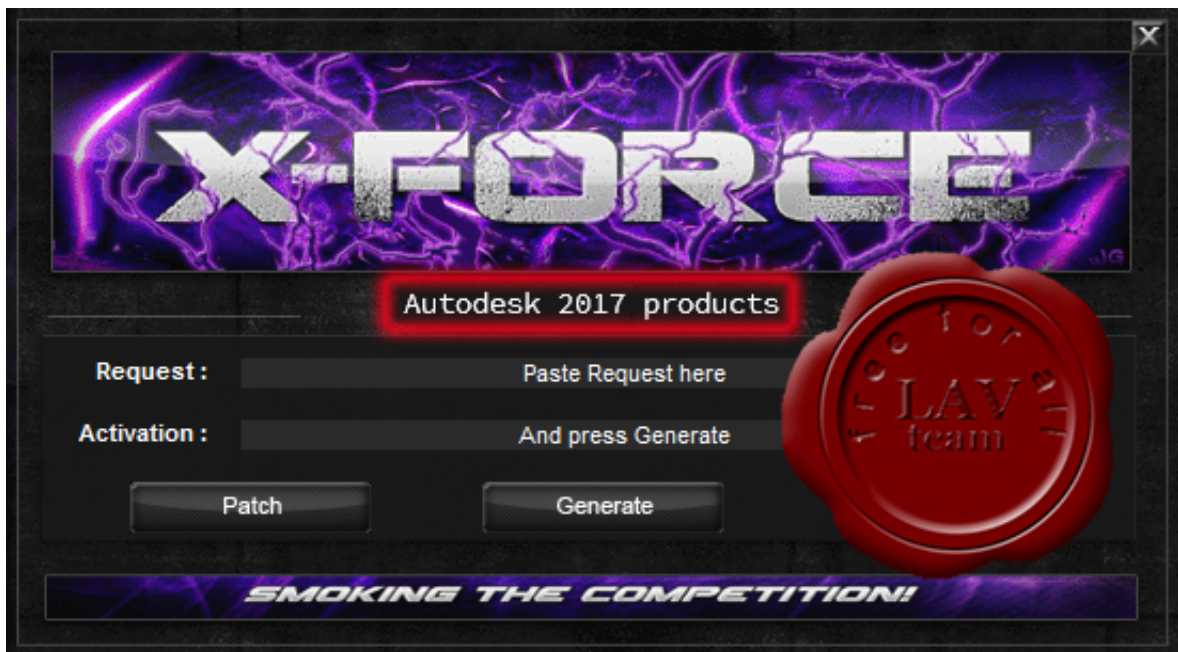 X
X-FORCE
JG
Autodesk 2017 products
Request :
Paste Request here
Activation :
And press Generate
free for all
LAV
team
Patch
Generate
SMOKING THE COMPETITION!